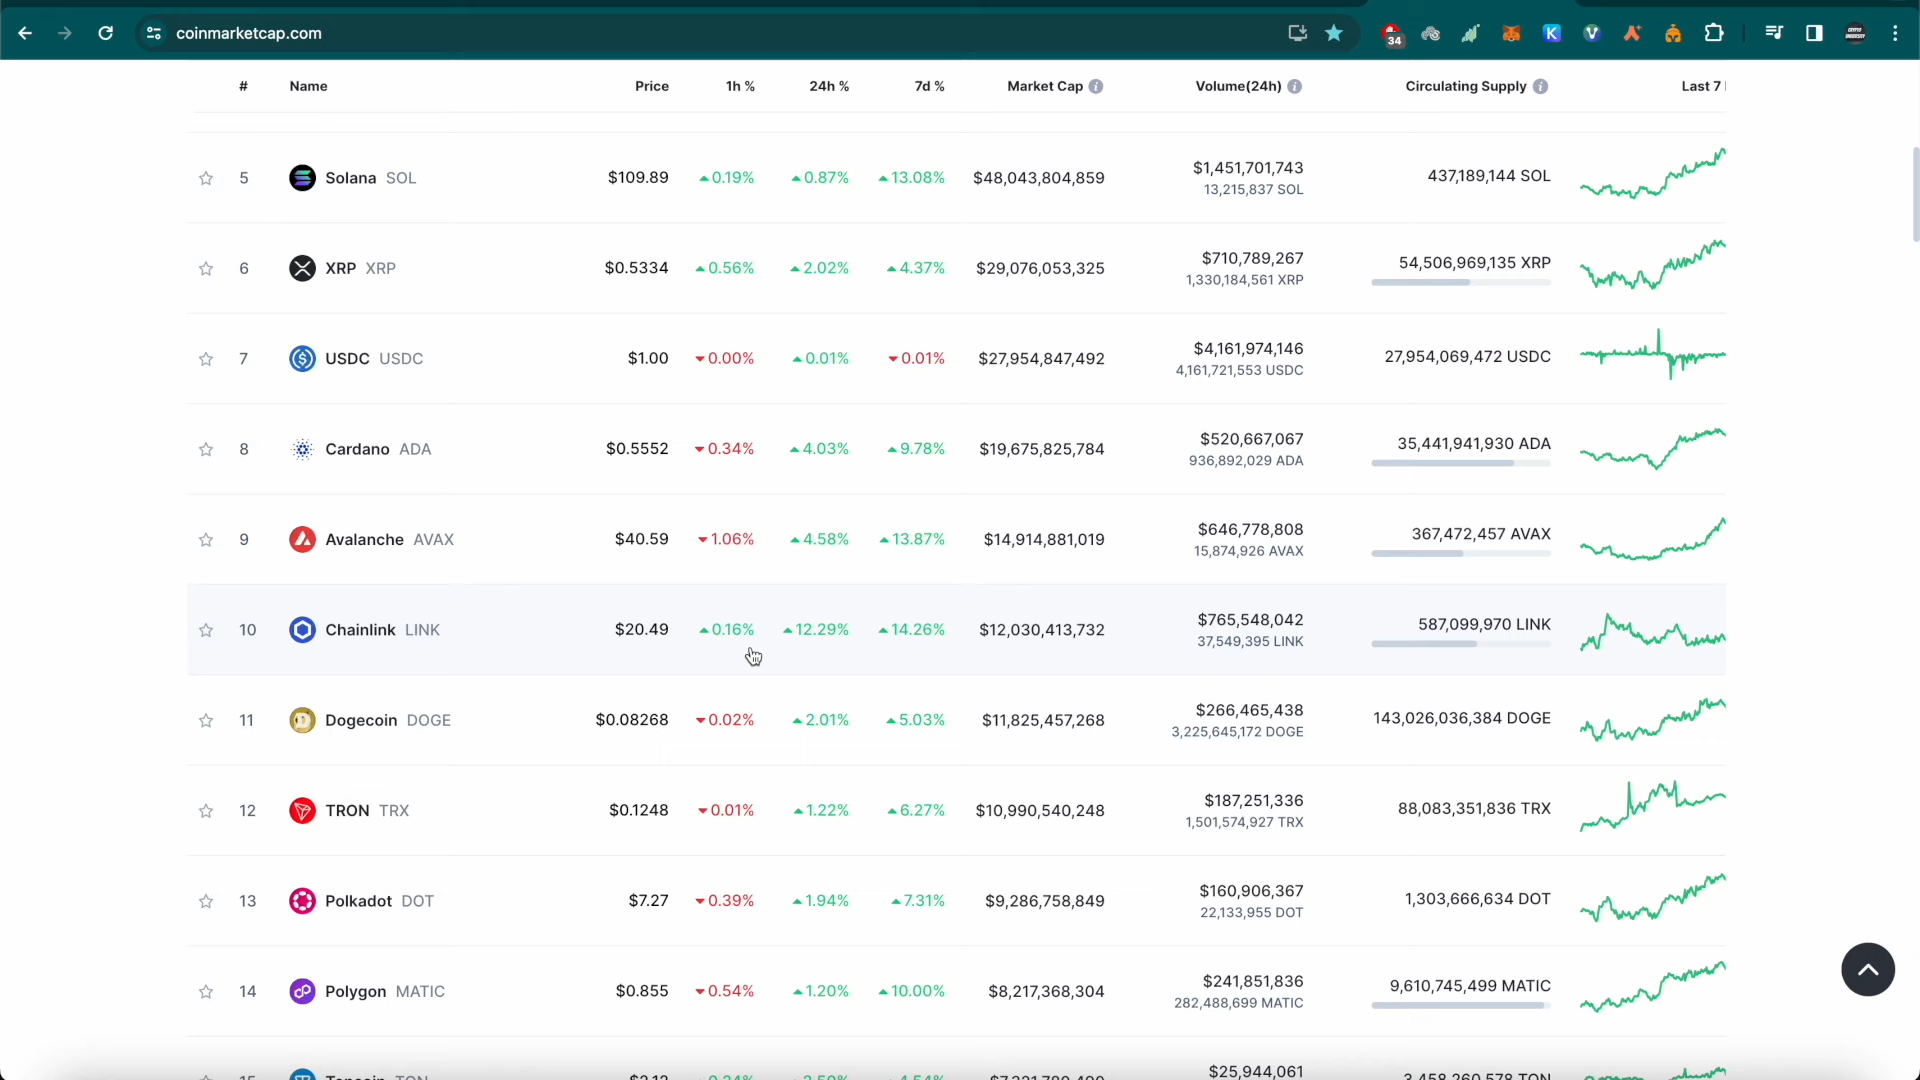 coinmarketcap.com
34
# Name Price 1h % 24h % 7d % Market Cap Volume(24h) Circulating Supply Last 7
5 Solana SOL $109.89 0.19% 0.87% 13.08% $48,043,804,859 $1,451,701,743 437,189,144 SOL
13,215,837 SOL
6 XRP XRP $0.5334 0.56% 2.02% 4.37% $29,076,053,325 $710,789,267 54,506,969,135 XRP
1,330,184,561 XRP
7 USDC USDC $1.00 0.00% 0.01% 0.01% $27,954,847,492 $4,161,974,146 27,954,069,472 USDC
4,161,721,553 USDC
8 Cardano ADA $0.5552 0.34% 4.03% 9.78% $19,675,825,784 $520,667,067 35,441,941,930 ADA
936,892,029 ADA
9 Avalanche AVAX $40.59 1.06% 4.58% 13.87% $14,914,881,019 $646,778,808 367,472,457 AVAX
15,874,926 AVAX
10 Chainlink LINK $20.49 0.16% 12.29% 14.26% $12,030,413,732 $765,548,042 587,099,970 LINK
37,549,395 LINK
11 Dogecoin DOGE $0.08268 0.02% 2.01% 5.03% $11,825,457,268 $266,465,438 143,026,036,384 DOGE
3,225,645,172 DOGE
12 TRON TRX $0.1248 0.01% 1.22% 6.27% $10,990,540,248 $187,251,336 88,083,351,836 TRX
1,501,574,927 TRX
13 Polkadot DOT $7.27 0.39% 1.94% 7.31% $9,286,758,849 $160,906,367 1,303,666,634 DOT
22,133,955 DOT
14 Polygon MATIC $0.855 0.54% 1.20% 10.00% $8,217,368,304 $241,851,836 9,610,745,499 MATIC
282,488,699 MATIC
$25,944,061